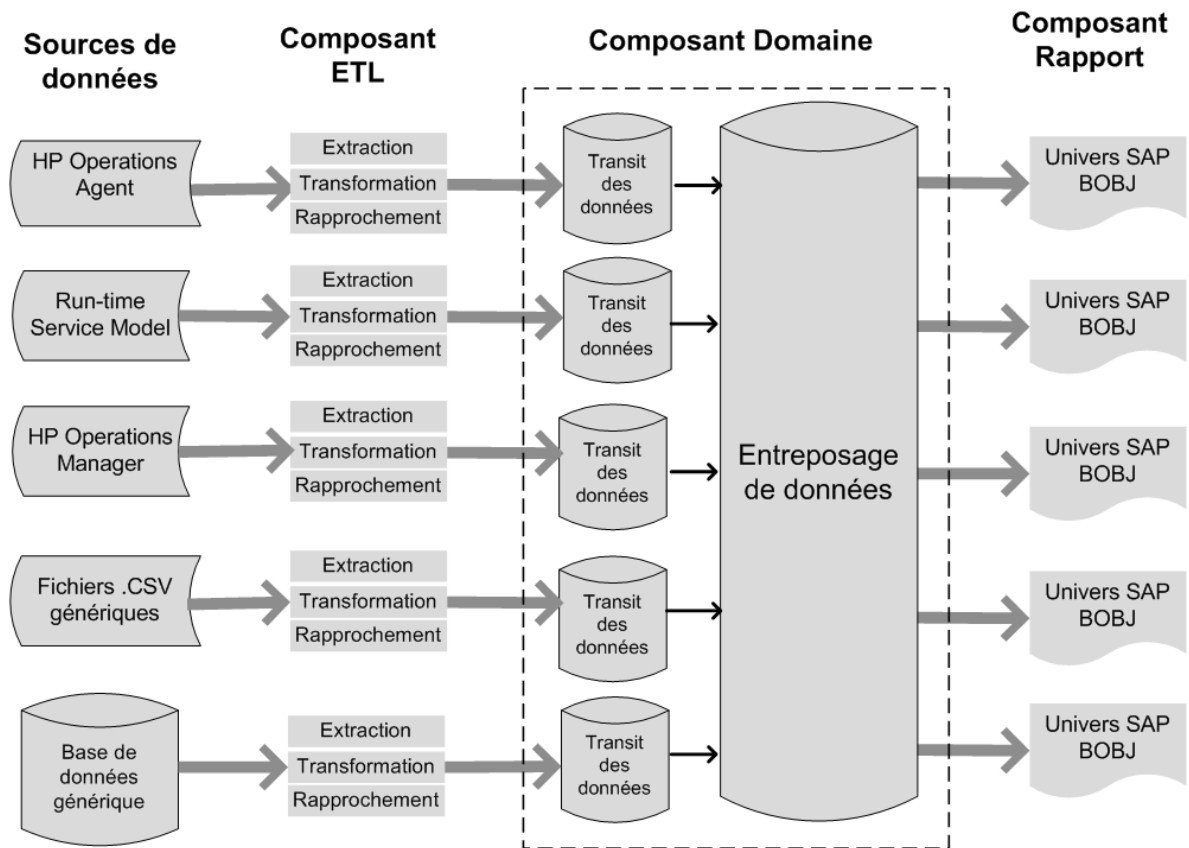 Sources de
données
Composant
ETL
Composant Domaine
Composant
Rapport
HP Operations
Agent
Extraction
Transformation
Rapprochement
Transit
des
données
Univers SAP
BOBJ
Run-time
Service Model
Extraction
Transformation
Rapprochement
Transit
des
données
Univers SAP
BOBJ
HP Operations
Manager
Extraction
Transformation
Rapprochement
Transit
des
données
Entreposage
de données
Univers SAP
BOBJ
Fichiers .CSV
génériques
Extraction
Transformation
Rapprochement
Transit
des
données
Univers SAP
BOBJ
Base de
données
générique
Extraction
Transformation
Rapprochement
Transit
des
données
Univers SAP
BOBJ